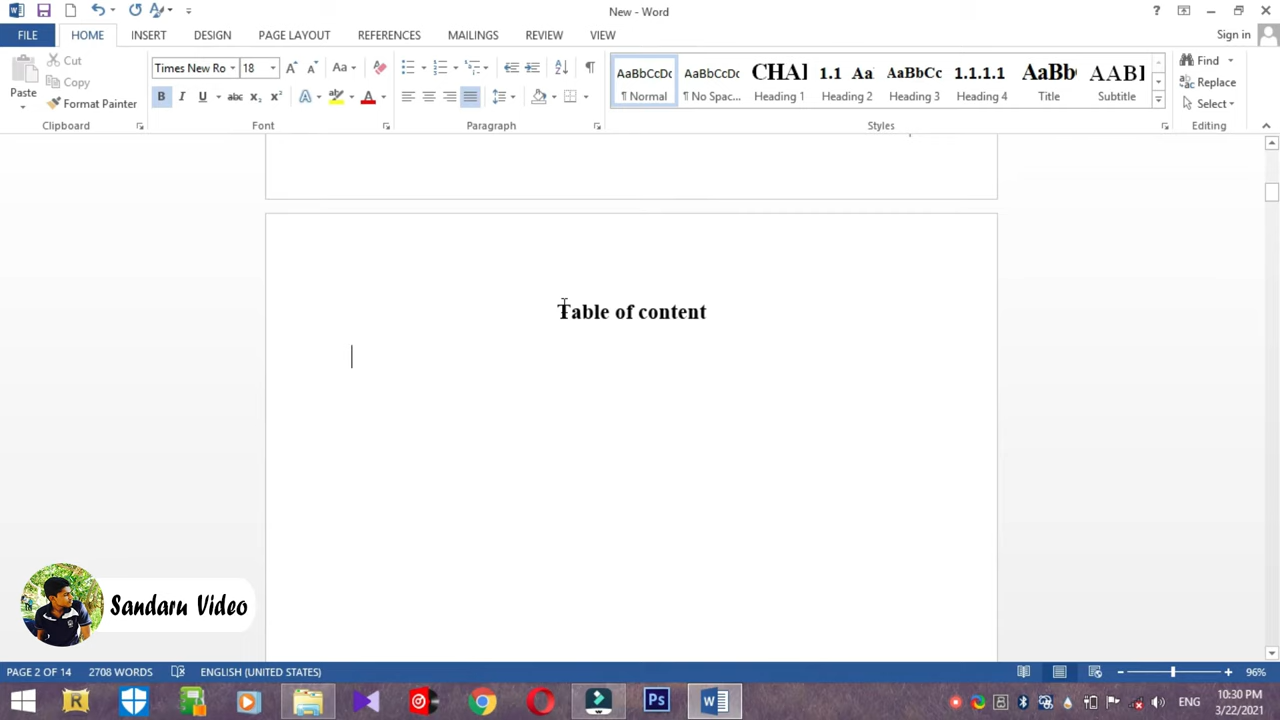 New - Word
FILE HOME INSERT DESIGN PAGE LAYOUT REFERENCES MAILINGS REVIEW VIEW Sign in
Paste
Cut
Copy
Format Painter
Clipboard
Times New Ro 18
Font
Paragraph
AaBbCcDc AaBbCcDc CHAI 1.1 Aa AaBbCc 1.1.1.1 AaBb AABI
¶ Normal ¶ No Spac... Heading 1 Heading 2 Heading 3 Heading 4 Title Subtitle
Styles
Find
Replace
Select
Editing
Table of content
Sandaru Video
PAGE 2 OF 14 2708 WORDS ENGLISH (UNITED STATES) 96%
ENG 10:30 PM
3/22/2021